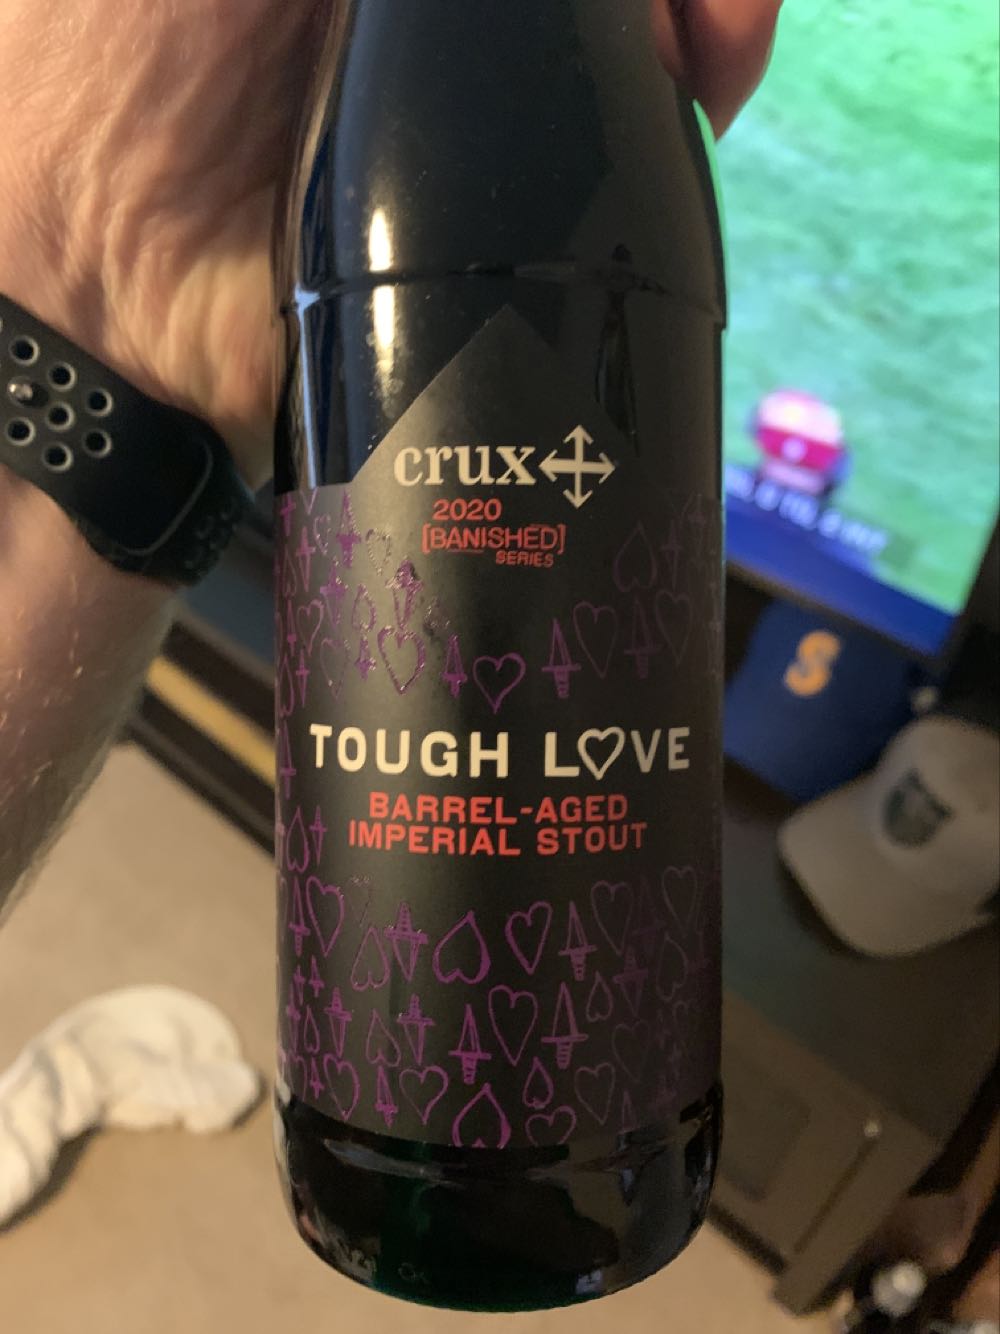 crux
2020
[BANISHED]
SERIES
TOUGH LOVE
BARREL-AGED
IMPERIAL STOUT
S